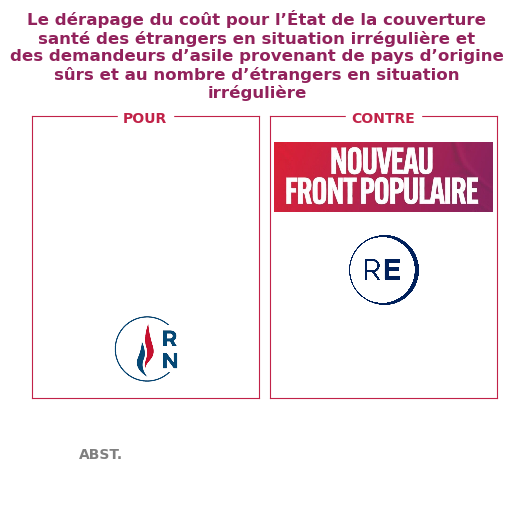 Le dérapage du coût pour l’État de la couverture
santé des étrangers en situation irrégulière et
des demandeurs d’asile provenant de pays d’origine
sûrs et au nombre d’étrangers en situation
irrégulière
POUR
CONTRE
NOUVEAU
FRONT POPULAIRE
RE
R
N
ABST.